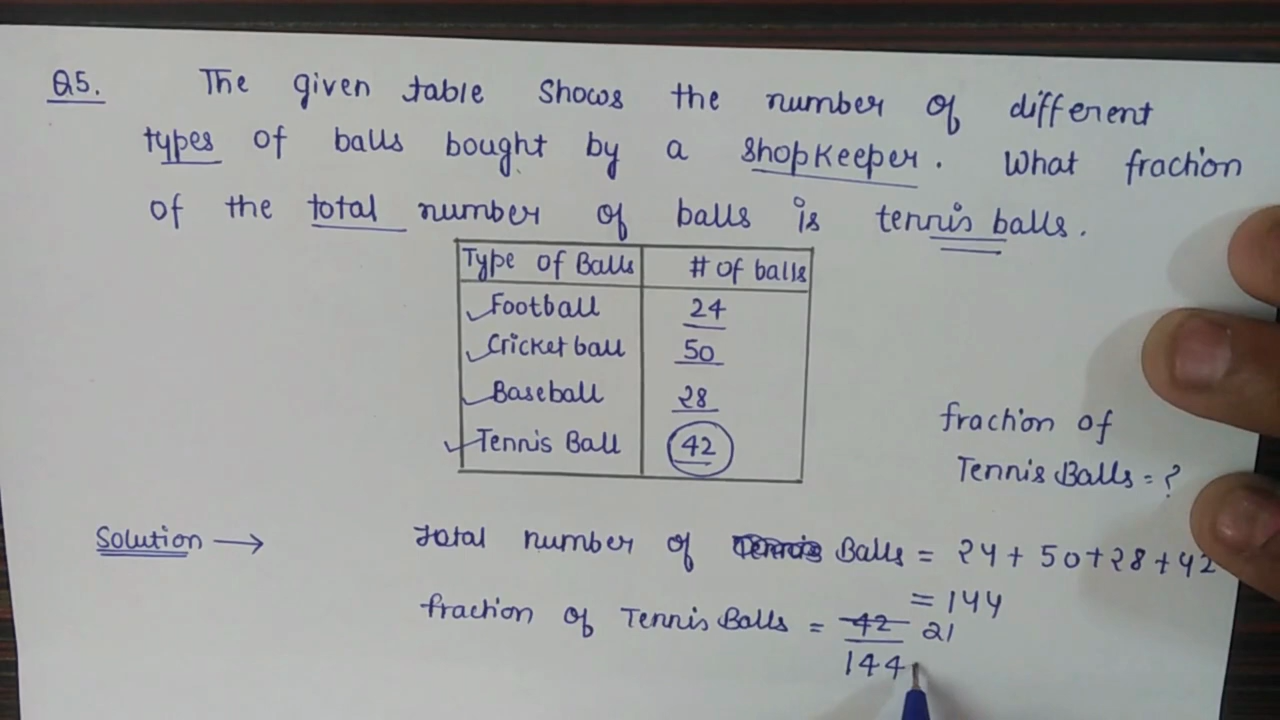 Q5. The given table shows the number of different
types of balls bought by a shopkeeper. What fraction
of the total number of balls is tennis balls.
Type of Balls # of balls
Football 24
Cricket ball 50
Baseball 28
Tennis Ball 42
fraction of
Tennis Balls = ?
Solution → total number of Balls = 24 + 50 + 28 + 42
= 144
fraction of Tennis Balls = 42 21
144